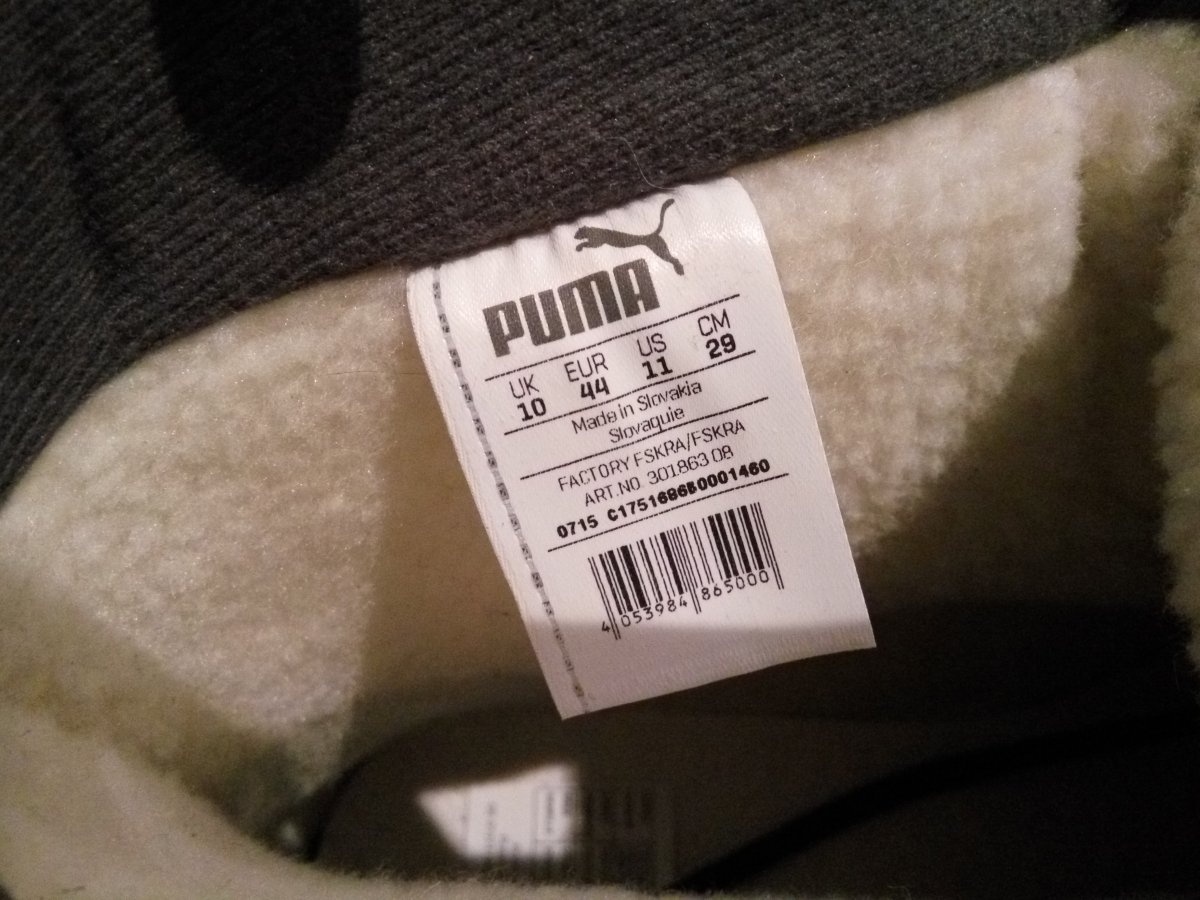 PUMA
UK EUR US CM
10 44 11 29
Made in Slovakia
Slovaquie
FACTORY FSKRA/FSKRA
ART.NO. 301863 08
0715 C1751686B0001460
4 053984 865000